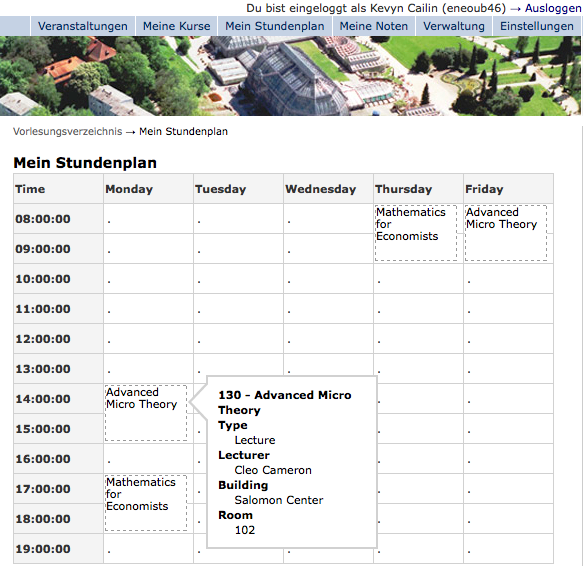 Du bist eingeloggt als Kevyn Cailin (eneoub46) → Ausloggen
Veranstaltungen Meine Kurse Mein Stundenplan Meine Noten Verwaltung Einstellungen
Vorlesungsverzeichnis → Mein Stundenplan
Mein Stundenplan
Time Monday Tuesday Wednesday Thursday Friday
08:00:00 . . . Mathematics for Economists Advanced Micro Theory
09:00:00 . . .
10:00:00 . . . . .
11:00:00 . . . . .
12:00:00 . . . . .
13:00:00 . . . . .
14:00:00 Advanced Micro Theory . .
15:00:00 . . .
16:00:00 . . . .
17:00:00 Mathematics for Economists . . .
18:00:00 . . .
19:00:00 . . . . .
130 - Advanced Micro
Theory
Type
Lecture
Lecturer
Cleo Cameron
Building
Salomon Center
Room
102